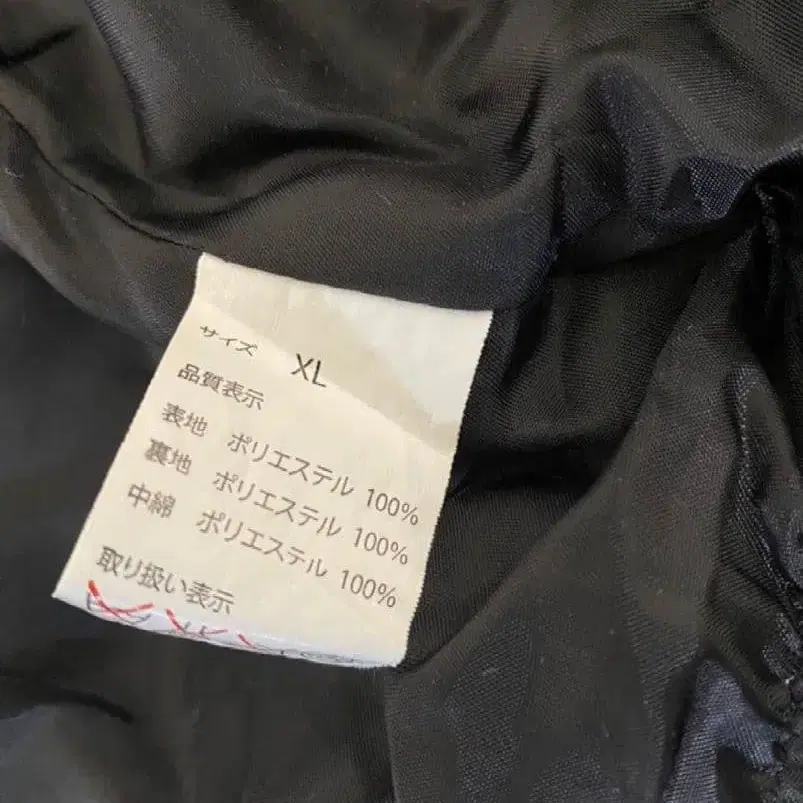 サイズ XL
品質表示
表地 ポリエステル 100%
裏地 ポリエステル 100%
中綿 ポリエステル 100%
取り扱い表示